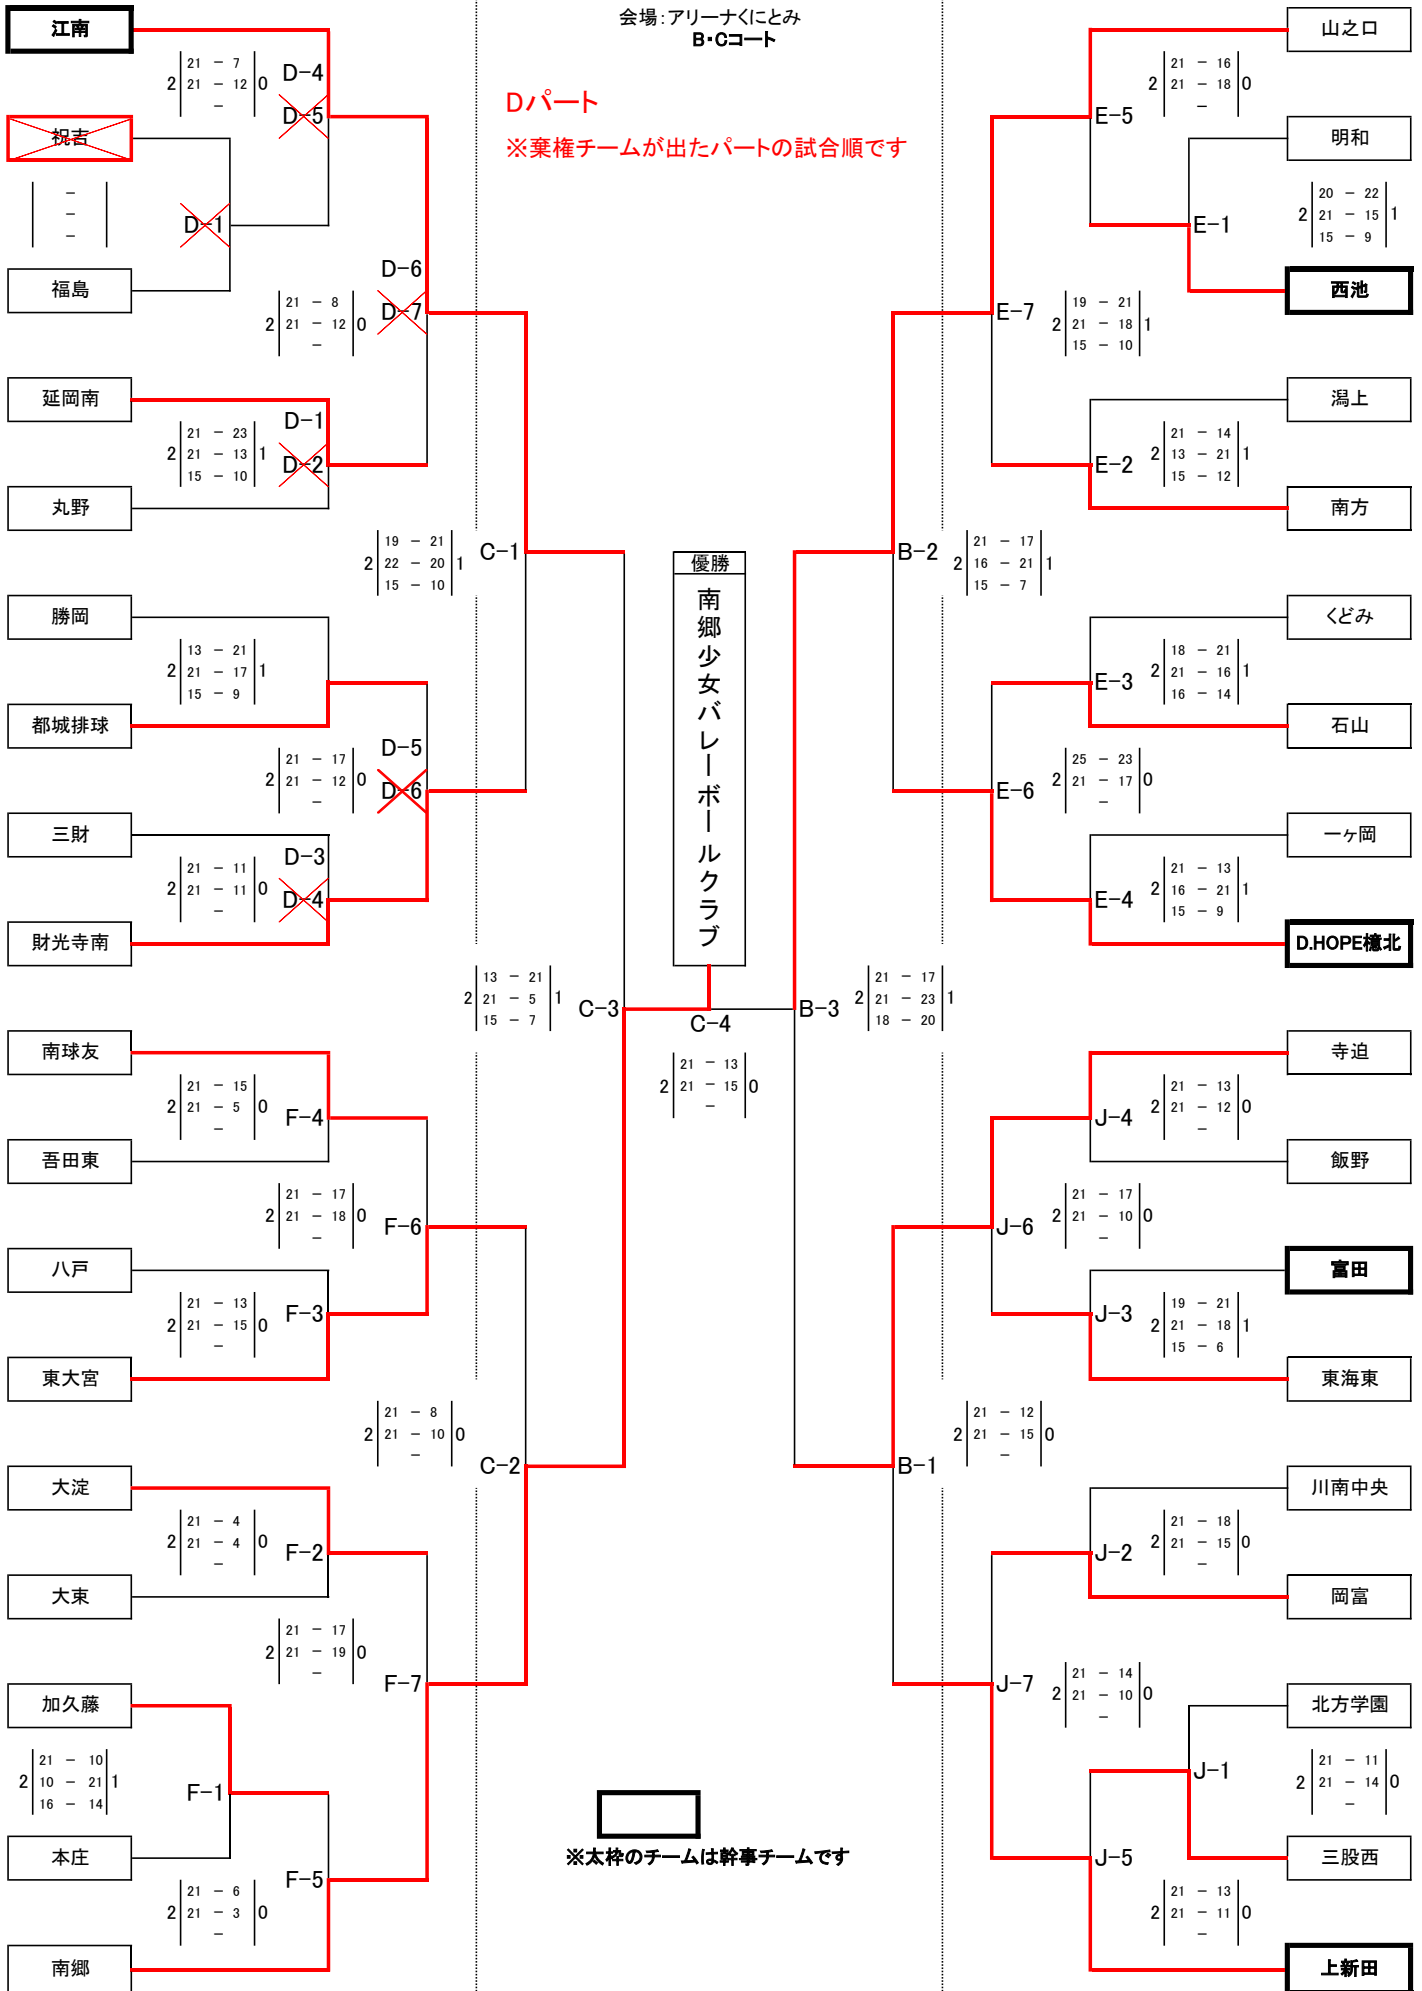 会場:アリーナくにとみ
B・Cコート
Dパート
※棄権チームが出たパートの試合順です
江南
2 21 - 7 0
21 - 12
-
D-4
D-5
祝吉
-
-
-
D-1
福島
D-6
D-7
2 21 - 8 0
21 - 12
-
延岡南
D-1
D-2
2 21 - 23 1
21 - 13
15 - 10
丸野
C-1
2 19 - 21 1
22 - 20
15 - 10
勝岡
2 13 - 21 1
21 - 17
15 - 9
都城排球
D-5
D-6
2 21 - 17 0
21 - 12
-
三財
D-3
D-4
2 21 - 11 0
21 - 11
-
財光寺南
C-3
2 13 - 21 1
21 - 5
15 - 7
南球友
2 21 - 15 0
21 - 5
-
F-4
吾田東
2 21 - 17 0
21 - 18
-
F-6
八戸
2 21 - 13 0
21 - 15
-
F-3
東大宮
2 21 - 8 0
21 - 10
-
C-2
大淀
2 21 - 4 0
21 - 4
-
F-2
大東
2 21 - 17 0
21 - 19
-
F-7
加久藤
2 21 - 10 1
10 - 21
16 - 14
F-1
本庄
F-5
2 21 - 6 0
21 - 3
-
南郷
優勝
南郷少女バレーボールクラブ
C-4
2 21 - 13 0
21 - 15
-
※太枠のチームは幹事チームです
山之口
2 21 - 16 0
21 - 18
-
E-5
明和
E-1
2 20 - 22 1
21 - 15
15 - 9
西池
E-7
2 19 - 21 1
21 - 18
15 - 10
潟上
E-2
2 21 - 14 1
13 - 21
15 - 12
南方
B-2
2 21 - 17 1
16 - 21
15 - 7
くどみ
E-3
2 18 - 21 1
21 - 16
16 - 14
石山
E-6
2 25 - 23 0
21 - 17
-
一ヶ岡
E-4
2 21 - 13 1
16 - 21
15 - 9
D.HOPE檍北
B-3
2 21 - 17 1
21 - 23
18 - 20
寺迫
J-4
2 21 - 13 0
21 - 12
-
飯野
J-6
2 21 - 17 0
21 - 10
-
富田
J-3
2 19 - 21 1
21 - 18
15 - 6
東海東
B-1
2 21 - 12 0
21 - 15
-
川南中央
J-2
2 21 - 18 0
21 - 15
-
岡富
J-7
2 21 - 14 0
21 - 10
-
北方学園
J-1
2 21 - 11 0
21 - 14
-
三股西
J-5
2 21 - 13 0
21 - 11
-
上新田